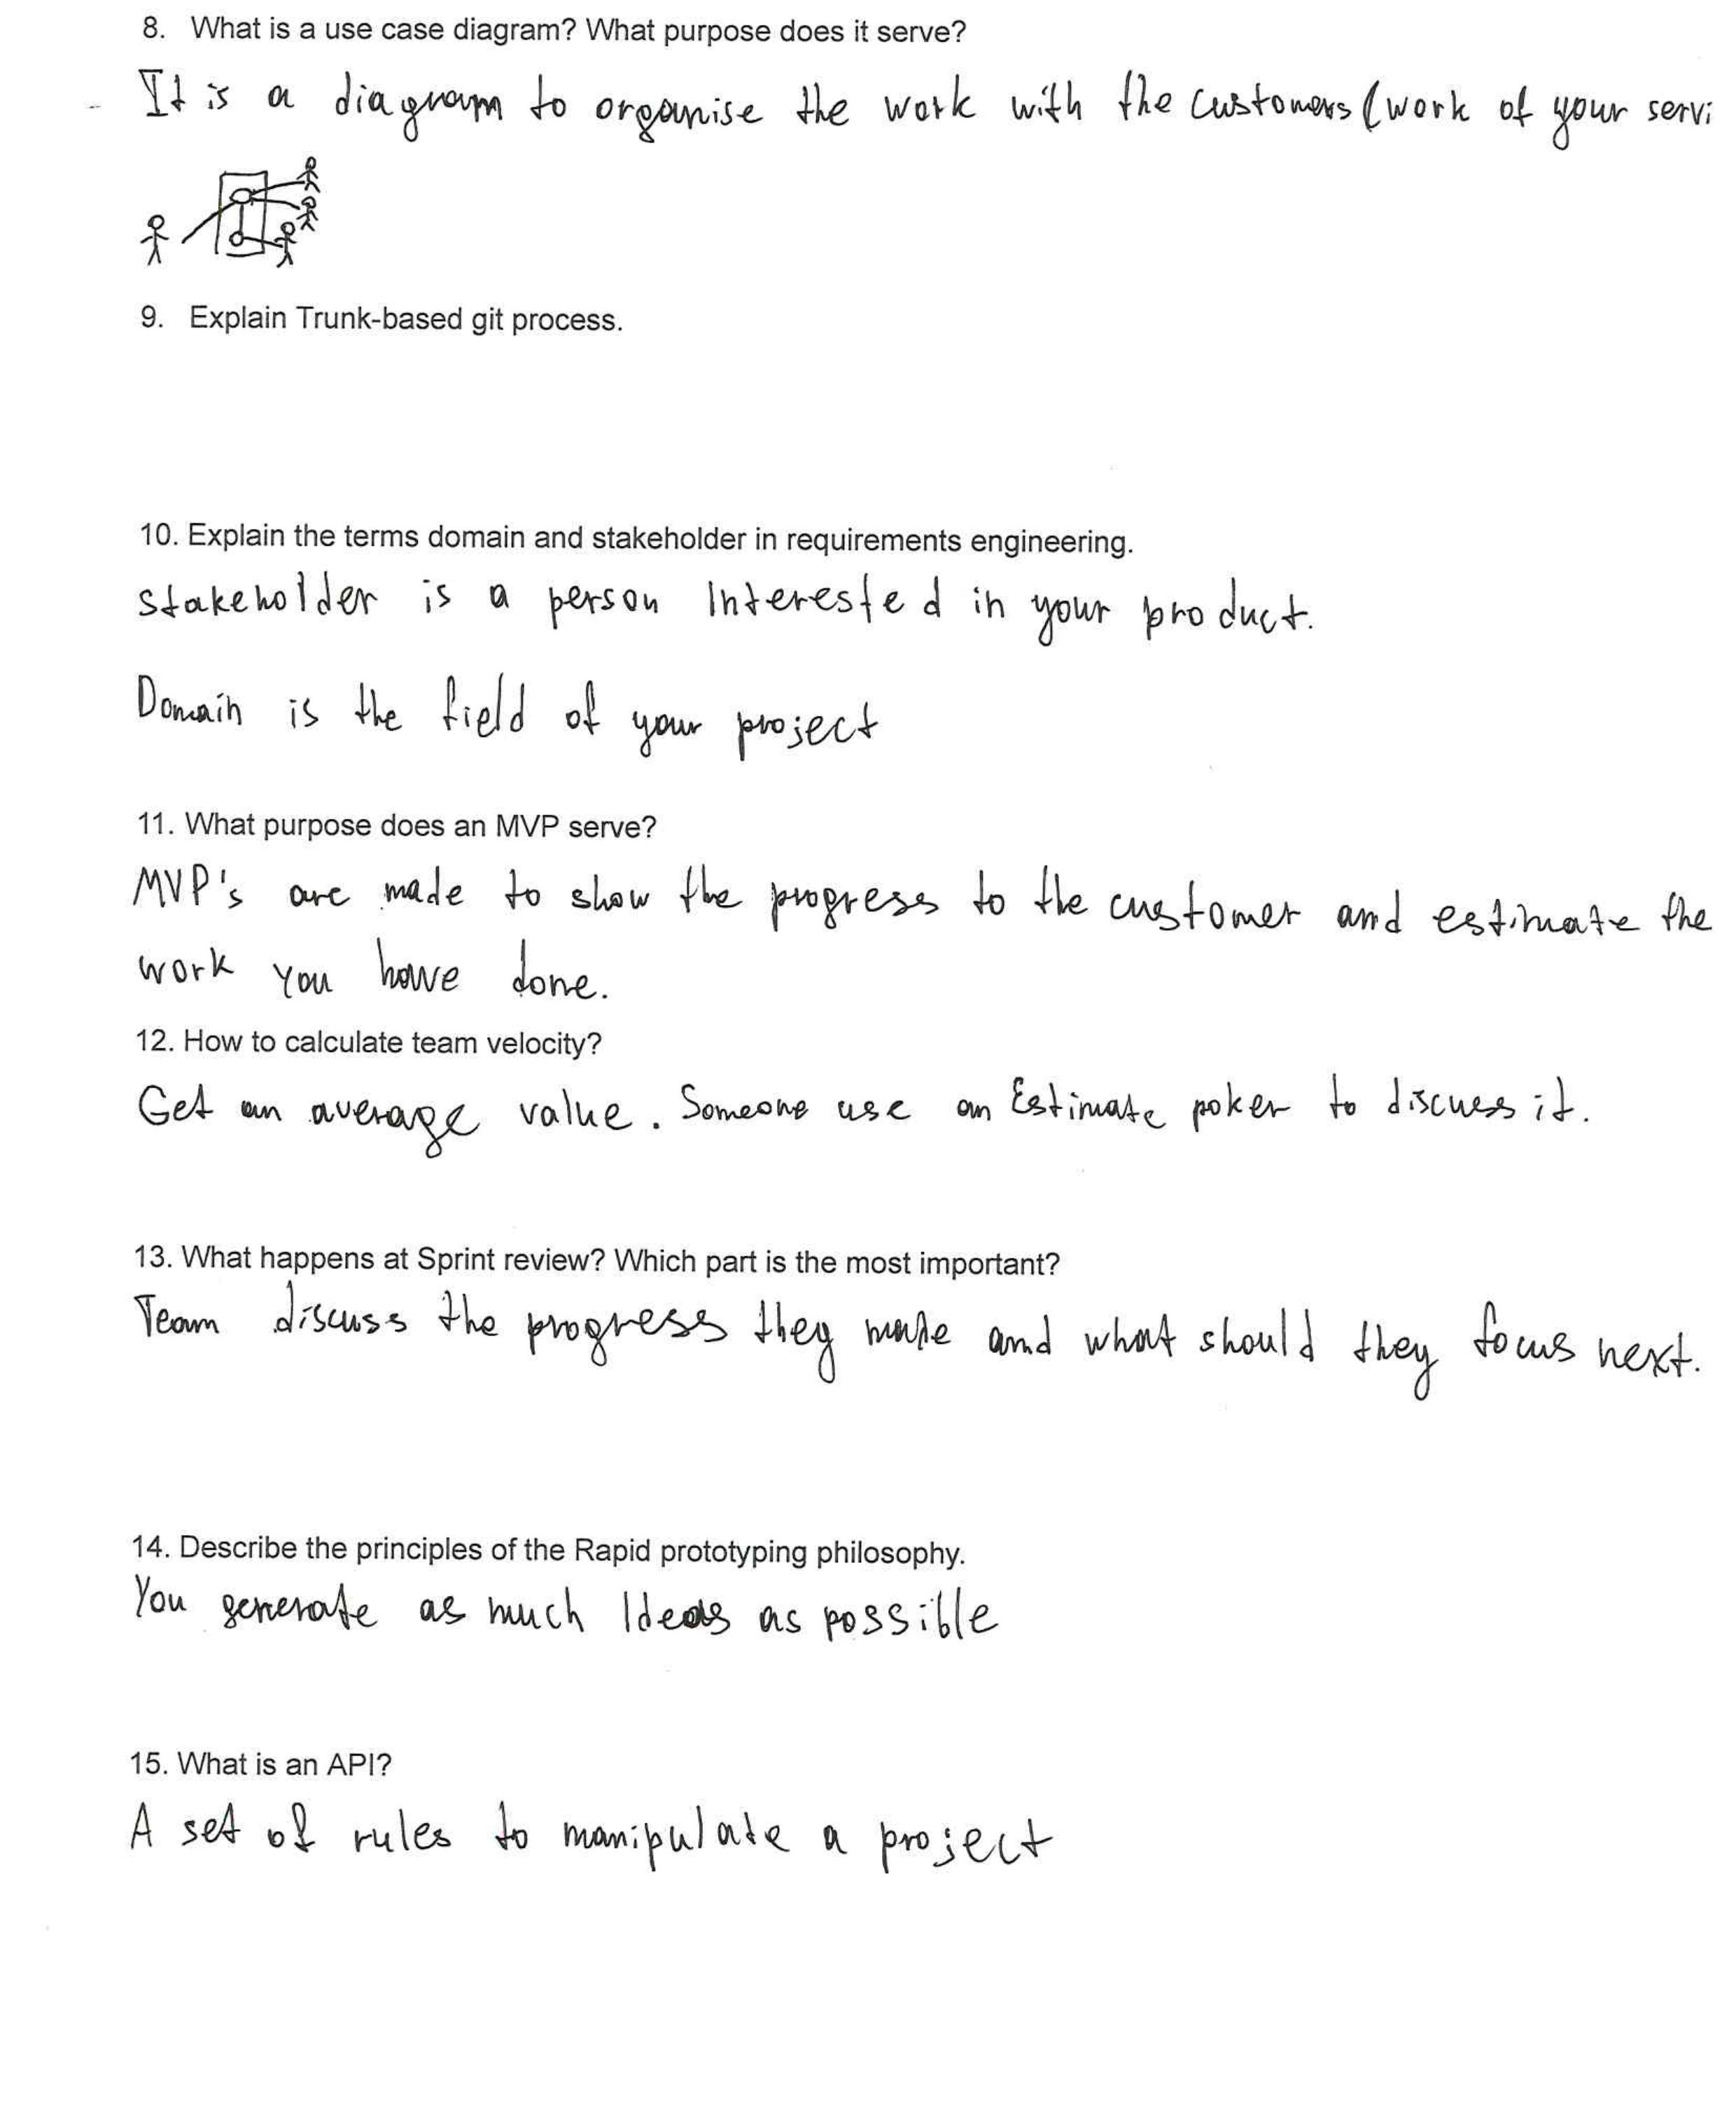 8. What is a use case diagram? What purpose does it serve?
It is a diagram to organise the work with the customers (work of your servi
9. Explain Trunk-based git process.
10. Explain the terms domain and stakeholder in requirements engineering.
stakeholder is a person Interested in your product.
Domain is the field of your project
11. What purpose does an MVP serve?
MVP's are made to show the progress to the customer and estimate the
work you have done.
12. How to calculate team velocity?
Get an average value. Someone use an Estimate poker to discuss it.
13. What happens at Sprint review? Which part is the most important?
Team discuss the progress they made and what should they focus next.
14. Describe the principles of the Rapid prototyping philosophy.
You generate as much Ideas as possible
15. What is an API?
A set of rules to manipulate a project